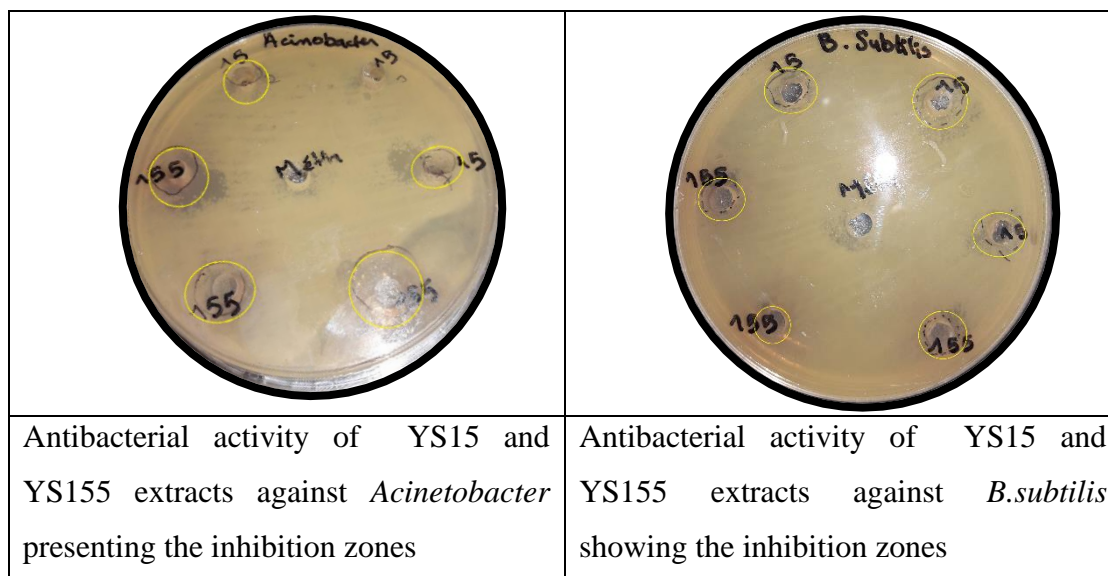 Acinobacter
15
15
155
Meth
15
155
155
B. Subtilis
15
15
155
15
155
155
Antibacterial activity of YS15 and
YS155 extracts against Acinetobacter
presenting the inhibition zones
Antibacterial activity of YS15 and
YS155 extracts against B.subtilis
showing the inhibition zones